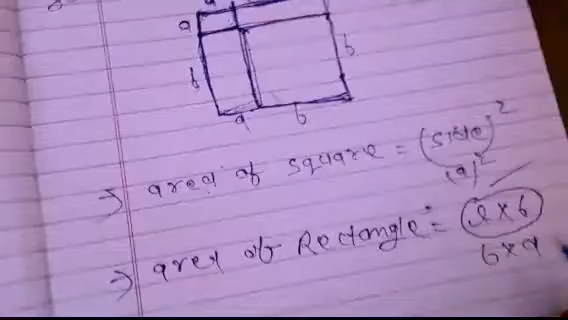 a
a
b
b
a b
⇒ area of square = (side)²
(a)²
⇒ area of Rectangle = l×b
b×a